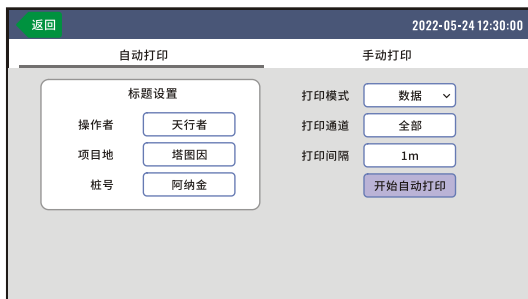 返回
2022-05-24 12:30:00
自动打印
手动打印
标题设置
操作者 天行者
项目地 塔图因
桩号 阿纳金
打印模式 数据
打印通道 全部
打印间隔 1m
开始自动打印